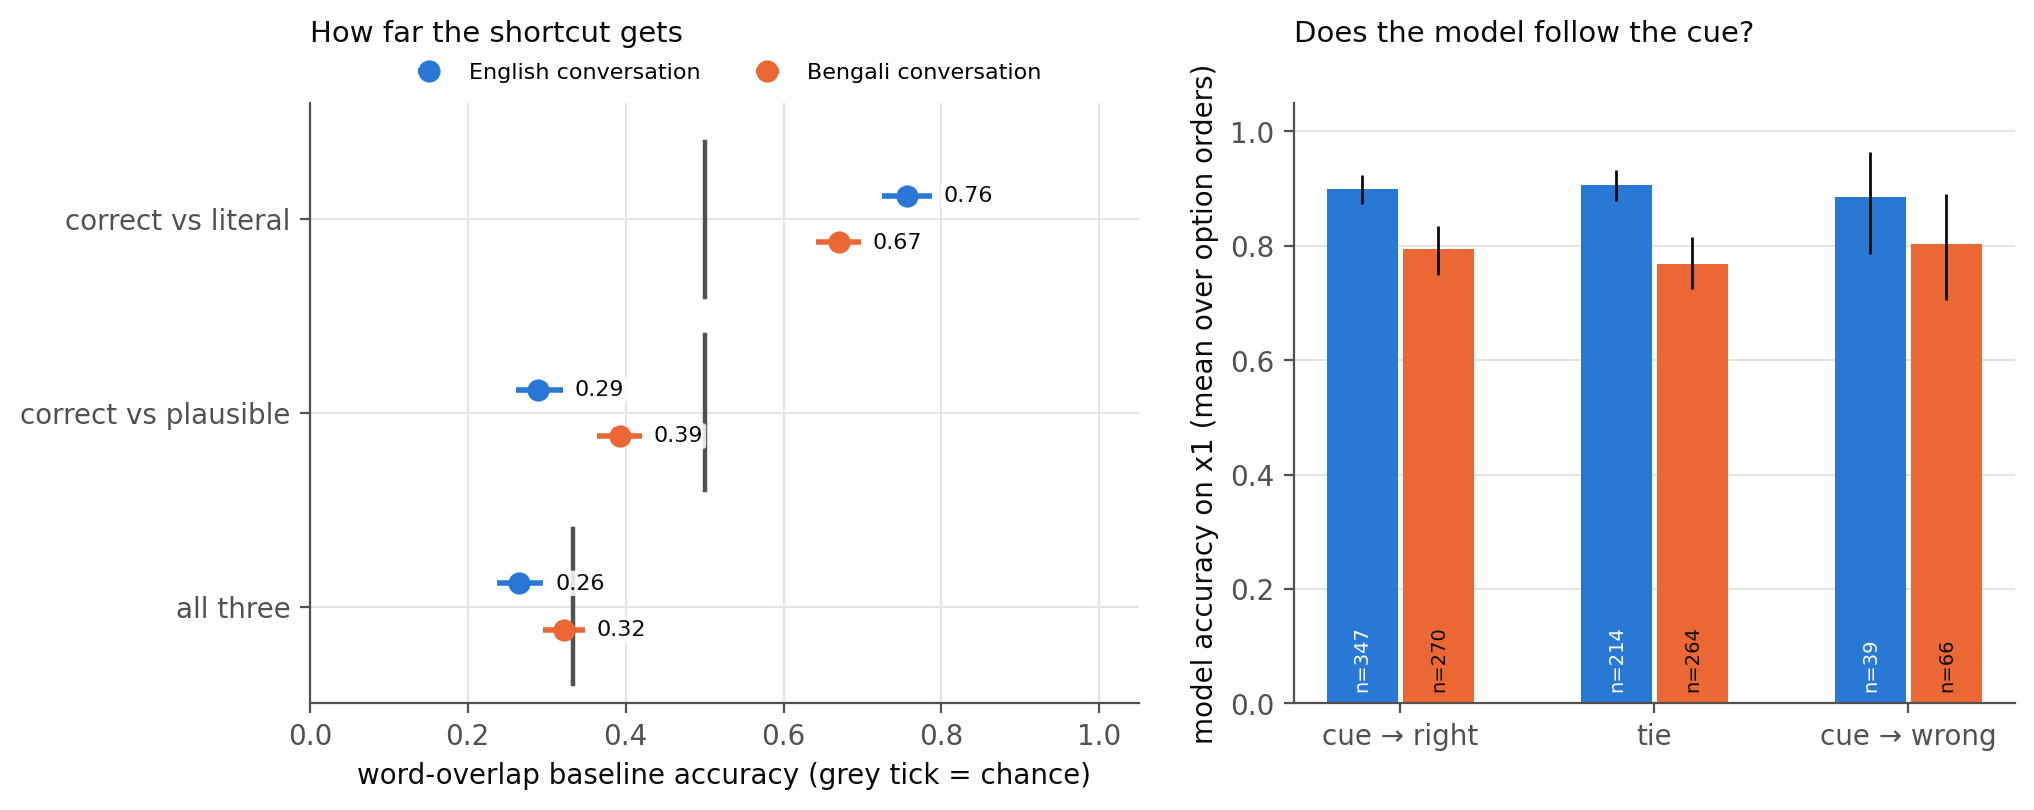 How far the shortcut gets
English conversation
Bengali conversation
correct vs literal
0.76
0.67
correct vs plausible
0.29
0.39
all three
0.26
0.32
0.0 0.2 0.4 0.6 0.8 1.0
word-overlap baseline accuracy (grey tick = chance)
Does the model follow the cue?
model accuracy on x1 (mean over option orders)
1.0
0.8
0.6
0.4
0.2
0.0
n=347
n=270
n=214
n=264
n=39
n=66
cue → right
tie
cue → wrong